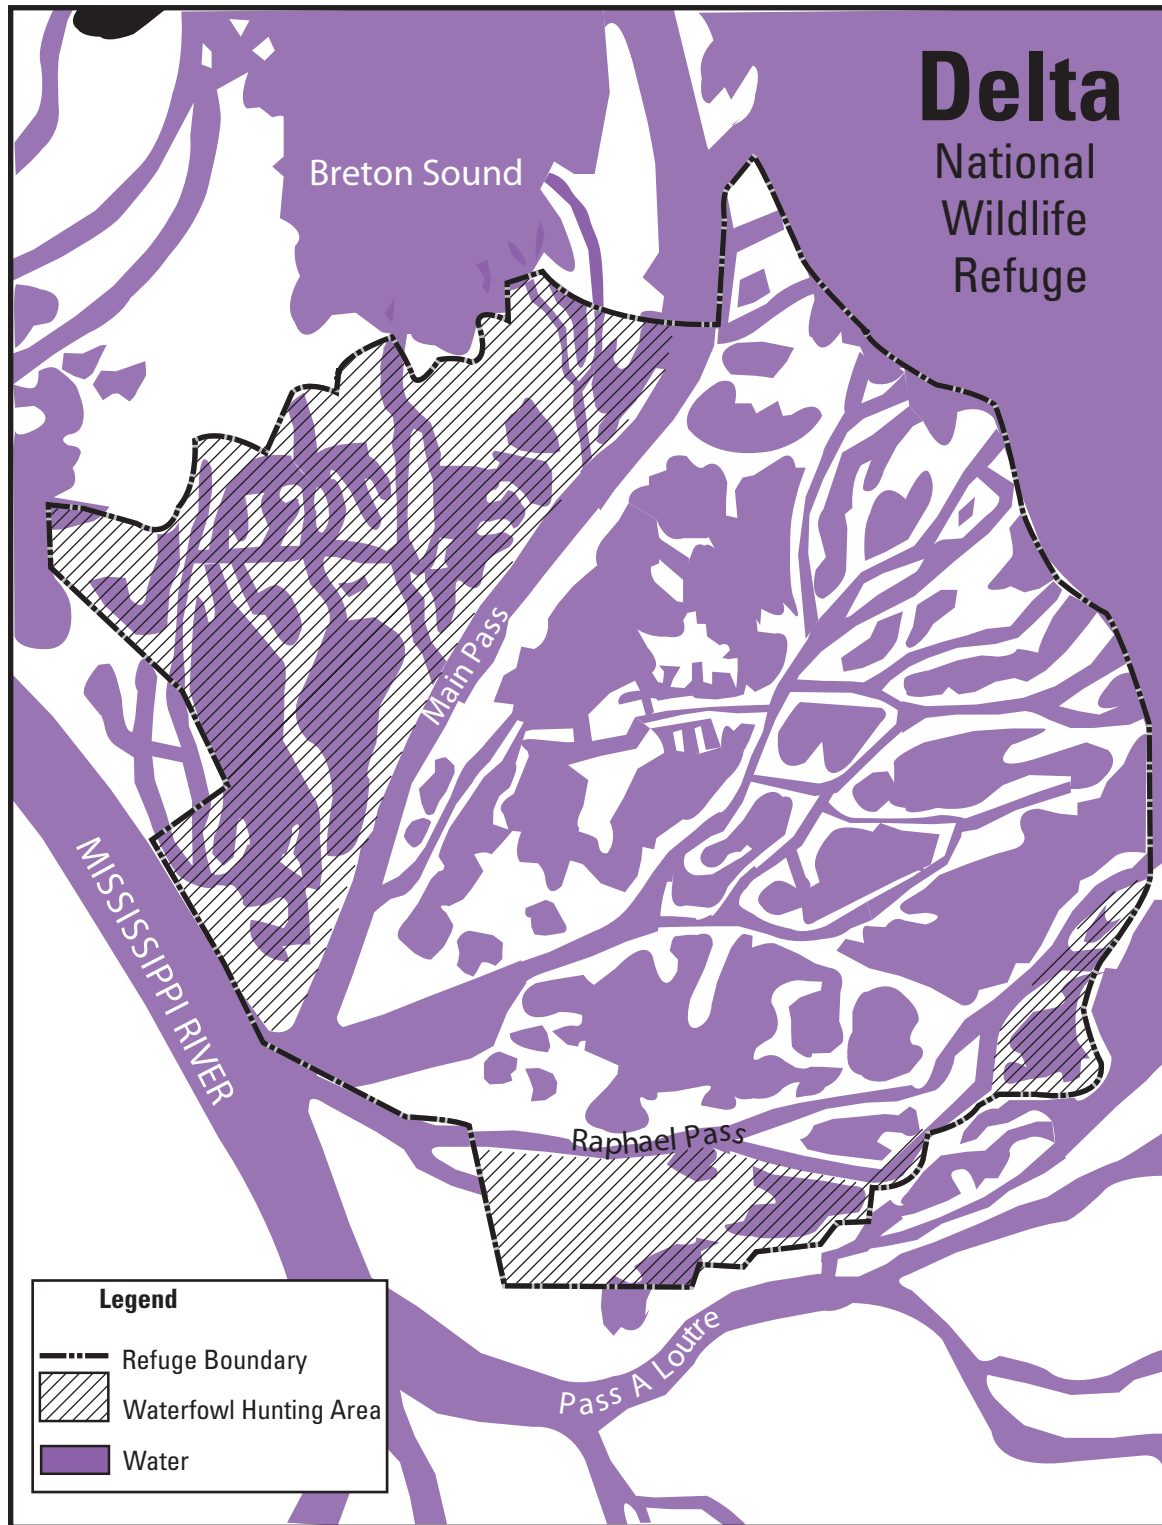 Delta
National
Wildlife
Refuge
Breton Sound
Main Pass
MISSISSIPPI RIVER
Raphael Pass
Pass A Loutre
Legend
Refuge Boundary
Waterfowl Hunting Area
Water